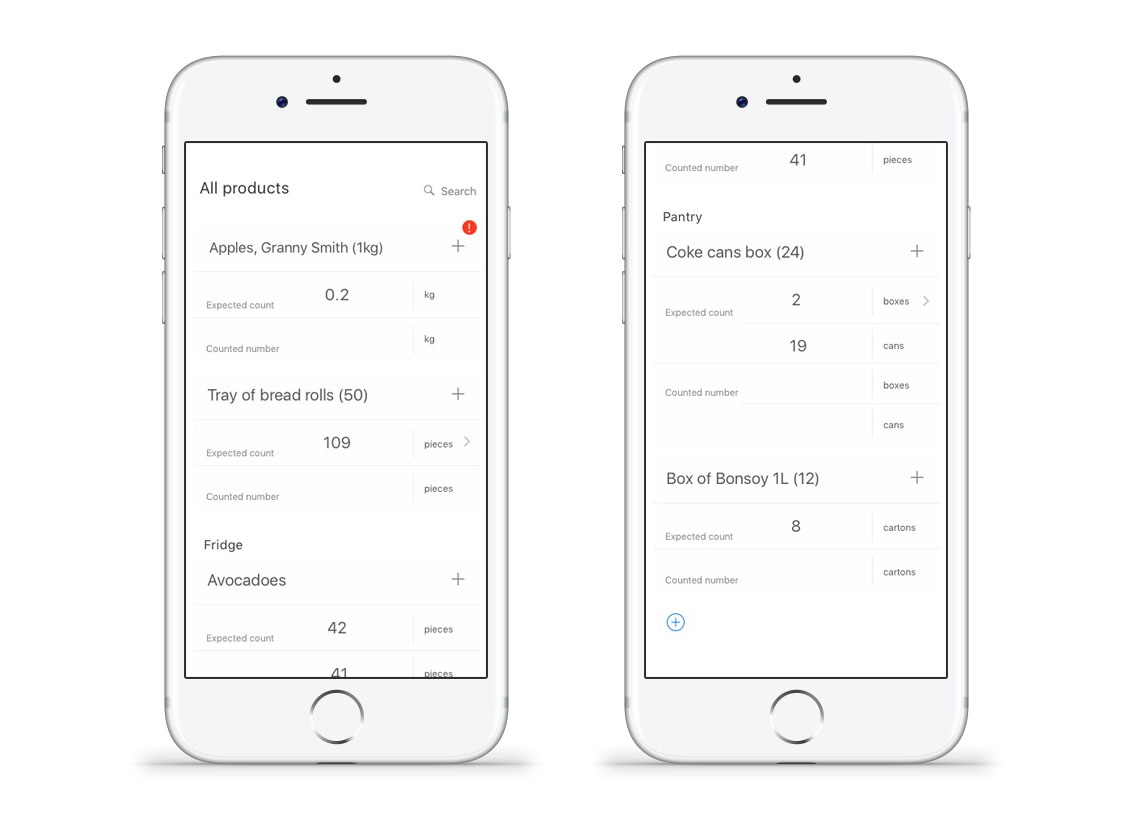 All products
Search
!
Apples, Granny Smith (1kg)
Expected count 0.2 kg
Counted number kg
Tray of bread rolls (50)
Expected count 109 pieces
Counted number pieces
Fridge
Avocadoes
Expected count 42 pieces
41 pieces
Counted number 41 pieces
Pantry
Coke cans box (24)
Expected count 2 boxes
19 cans
Counted number boxes
cans
Box of Bonsoy 1L (12)
Expected count 8 cartons
Counted number cartons